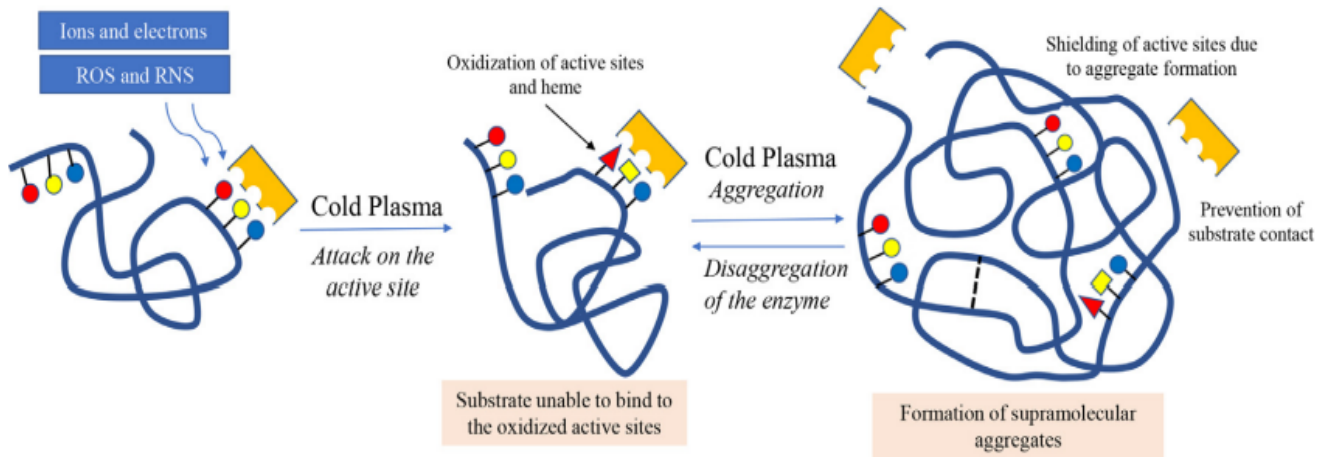 Ions and electrons
ROS and RNS
Cold Plasma
Attack on the
active site
Oxidization of active sites
and heme
Substrate unable to bind to
the oxidized active sites
Cold Plasma
Aggregation
Disaggregation
of the enzyme
Shielding of active sites due
to aggregate formation
Prevention of
substrate contact
Formation of supramolecular
aggregates